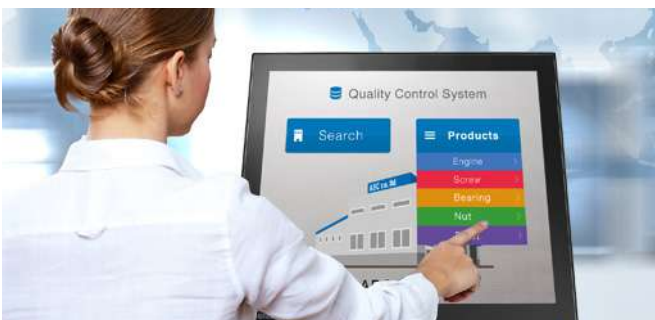 Quality Control System
Search
Products
Engine
Screw
Bearing
Nut